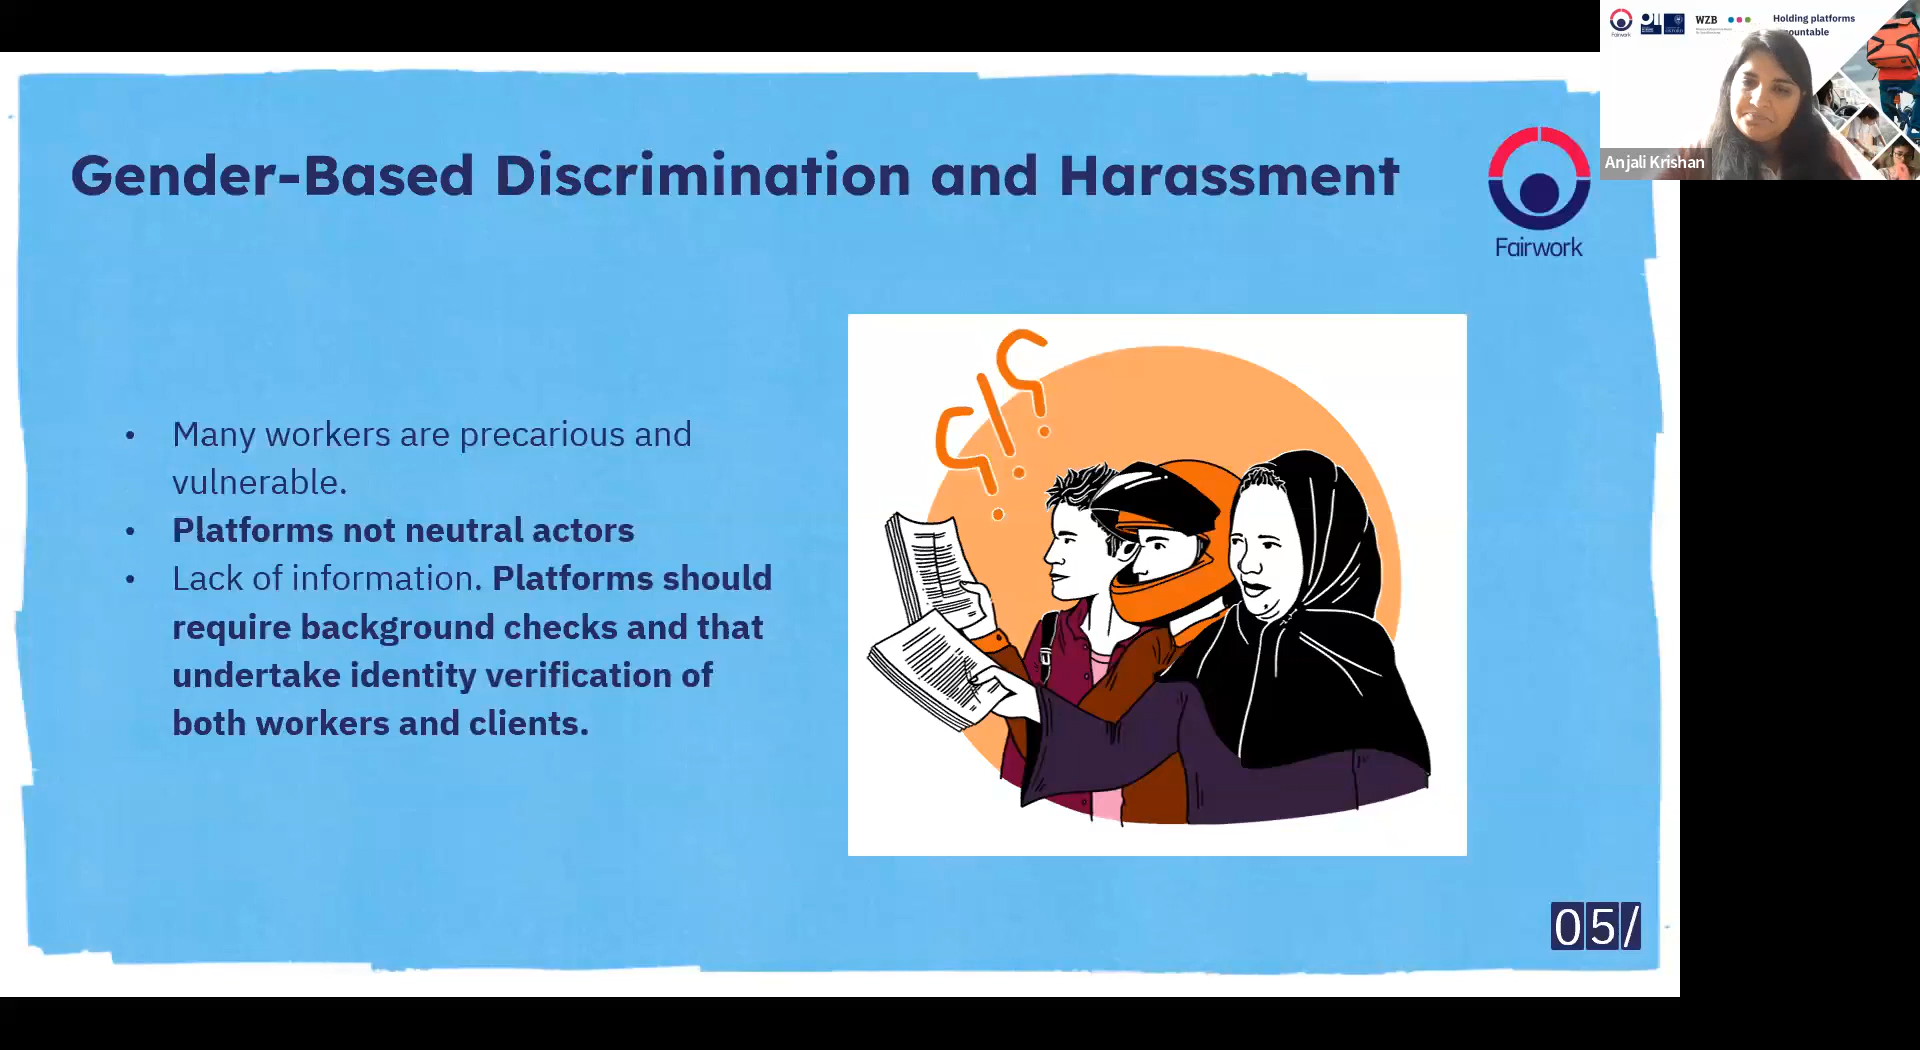 Gender-Based Discrimination and Harassment
Fairwork
• Many workers are precarious and
vulnerable.
• Platforms not neutral actors
• Lack of information. Platforms should
require background checks and that
undertake identity verification of
both workers and clients.
05/
Fairwork
WZB
Holding platforms
Anjali Krishan